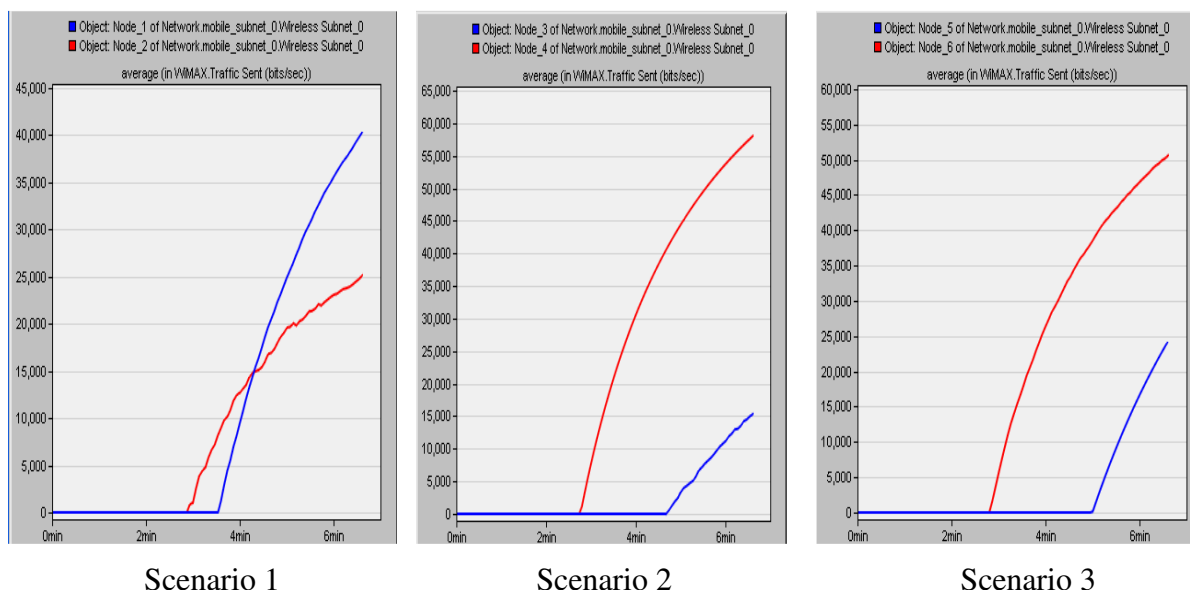 Object: Node_1 of Network.mobile_subnet_0.Wireless Subnet_0
Object: Node_2 of Network.mobile_subnet_0.Wireless Subnet_0
average (in WiMAX.Traffic Sent (bits/sec))
45,000
40,000
35,000
30,000
25,000
20,000
15,000
10,000
5,000
0
0min 2min 4min 6min
Scenario 1
Object: Node_3 of Network.mobile_subnet_0.Wireless Subnet_0
Object: Node_4 of Network.mobile_subnet_0.Wireless Subnet_0
average (in WiMAX.Traffic Sent (bits/sec))
65,000
60,000
55,000
50,000
45,000
40,000
35,000
30,000
25,000
20,000
15,000
10,000
5,000
0
0min 2min 4min 6min
Scenario 2
Object: Node_5 of Network.mobile_subnet_0.Wireless Subnet_0
Object: Node_6 of Network.mobile_subnet_0.Wireless Subnet_0
average (in WiMAX.Traffic Sent (bits/sec))
60,000
55,000
50,000
45,000
40,000
35,000
30,000
25,000
20,000
15,000
10,000
5,000
0
0min 2min 4min 6min
Scenario 3